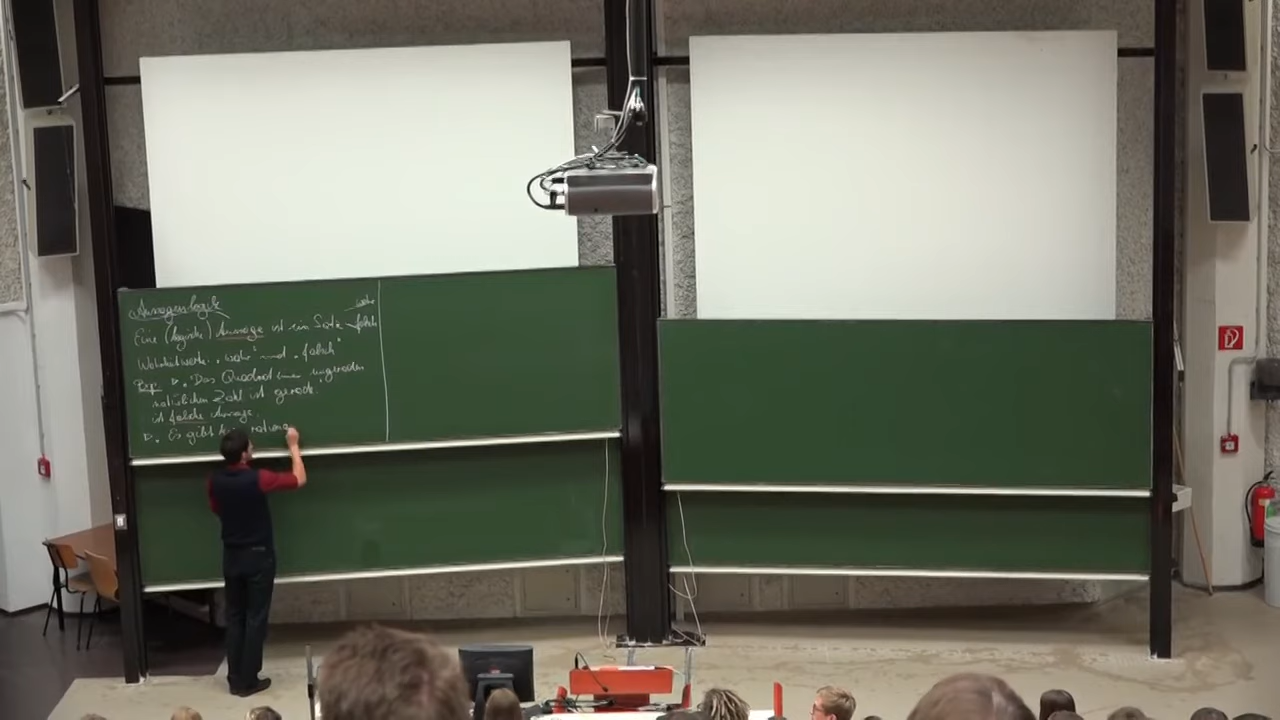 Aussagenlogik
Eine (logische) Aussage ist ein Satz wahr falsch
Wahrheitswerte: "wahr" und "falsch"
Bsp: ▷ "Das Quadrat einer ungeraden
natürlichen Zahl ist gerade."
ist falsche Aussage.
▷ "Es gibt